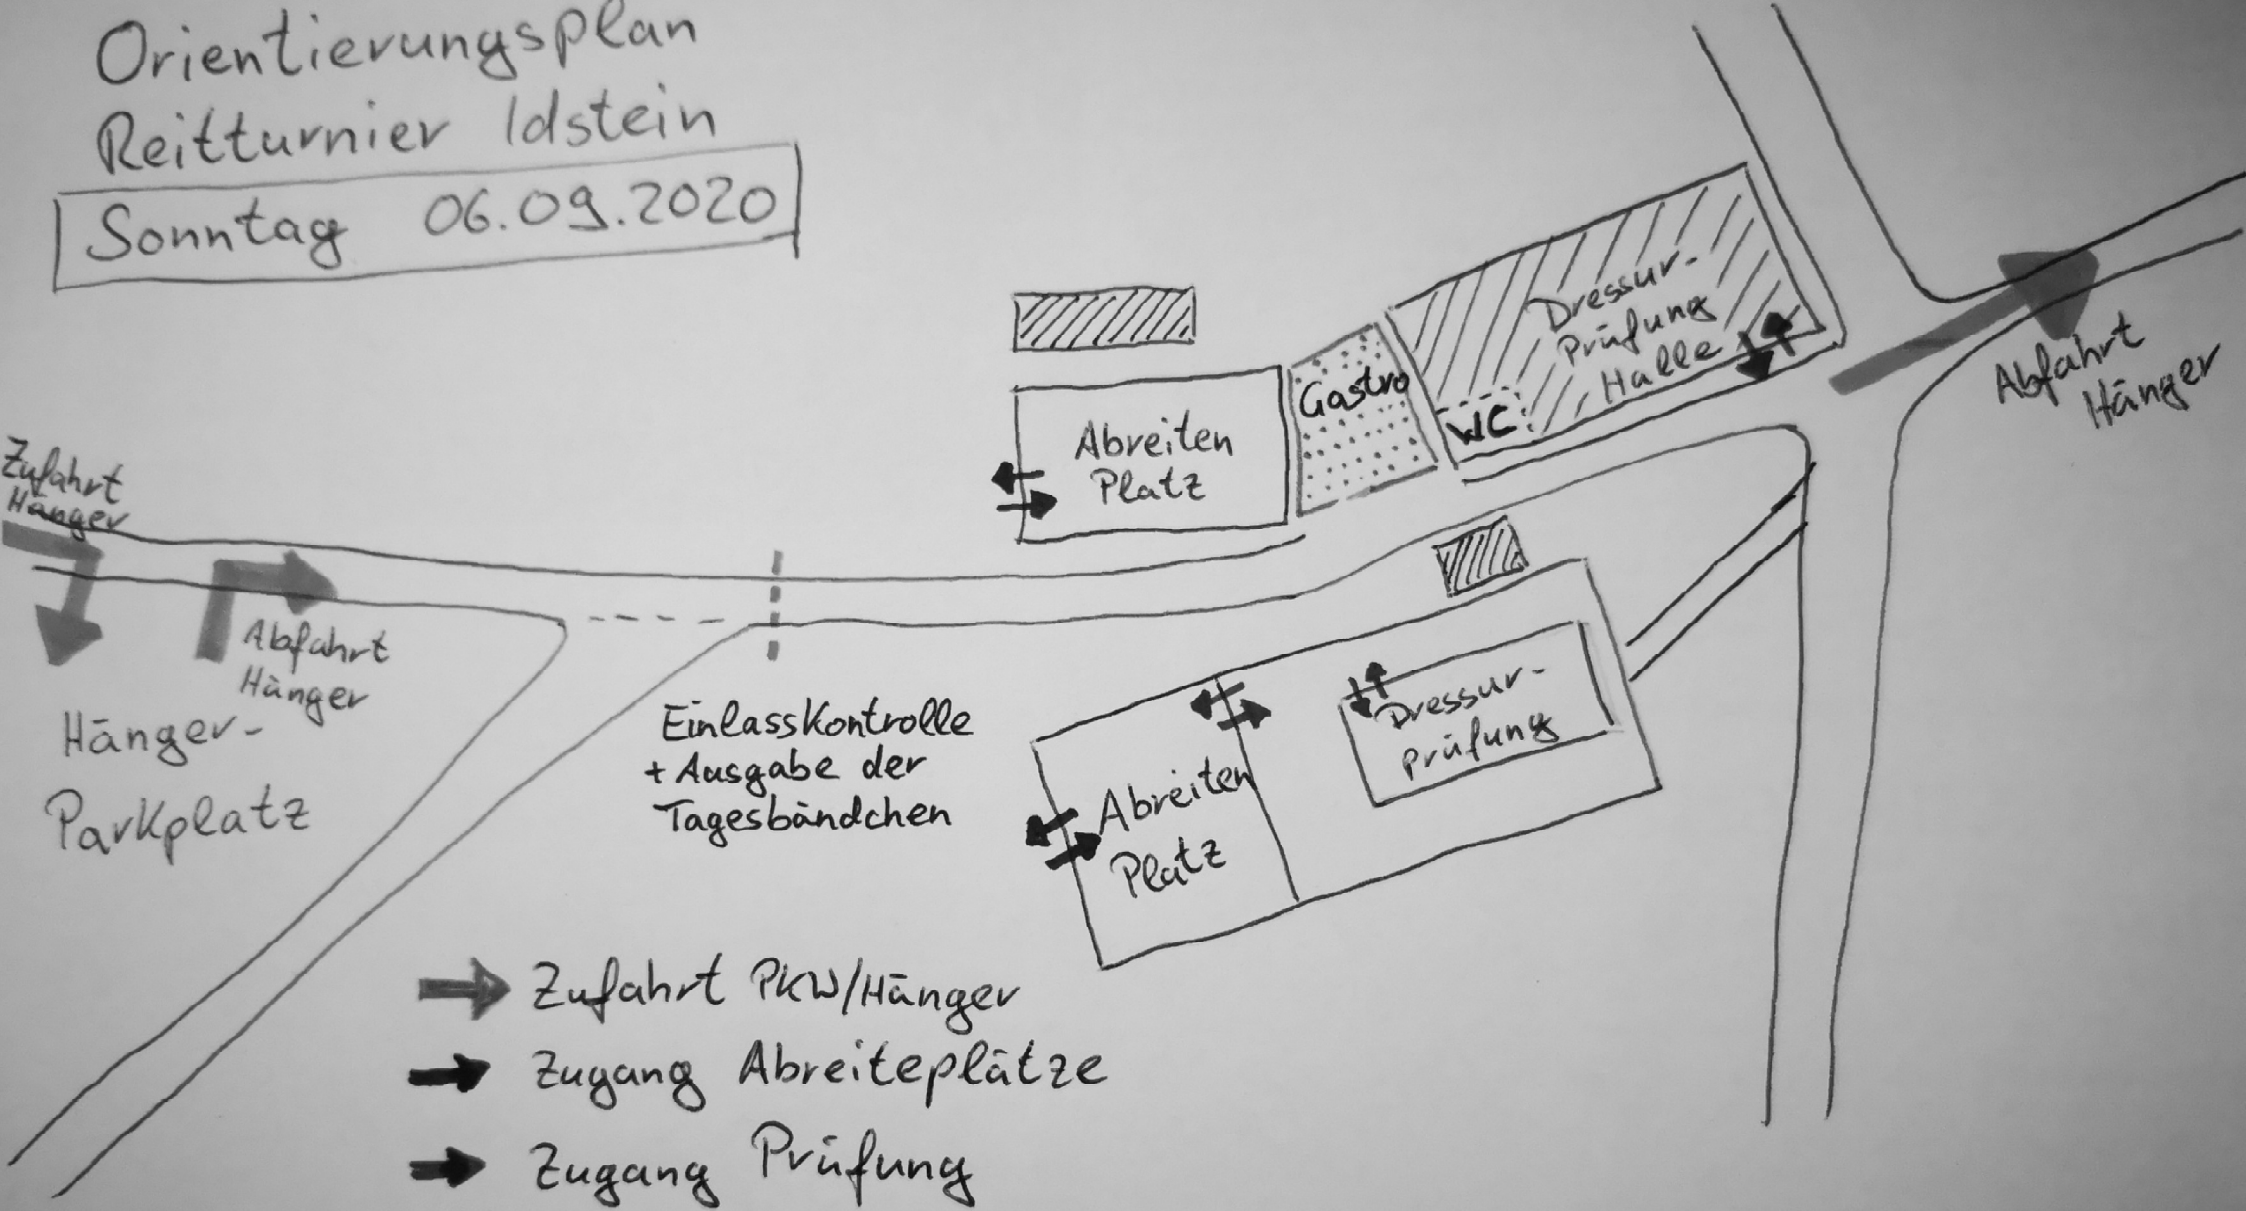 Orientierungsplan
Reitturnier Idstein
Sonntag 06.09.2020
Dressur-
Prüfung
Halle
WC
Gastro
Abreiten
Platz
Abfahrt
Hänger
Zufahrt
Hänger
Abfahrt
Hänger
Hänger-
Parkplatz
Einlasskontrolle
+ Ausgabe der
Tagesbändchen
Abreiten
Platz
Dressur-
prüfung
Zufahrt PKW/Hänger
Zugang Abreiteplätze
Zugang Prüfung